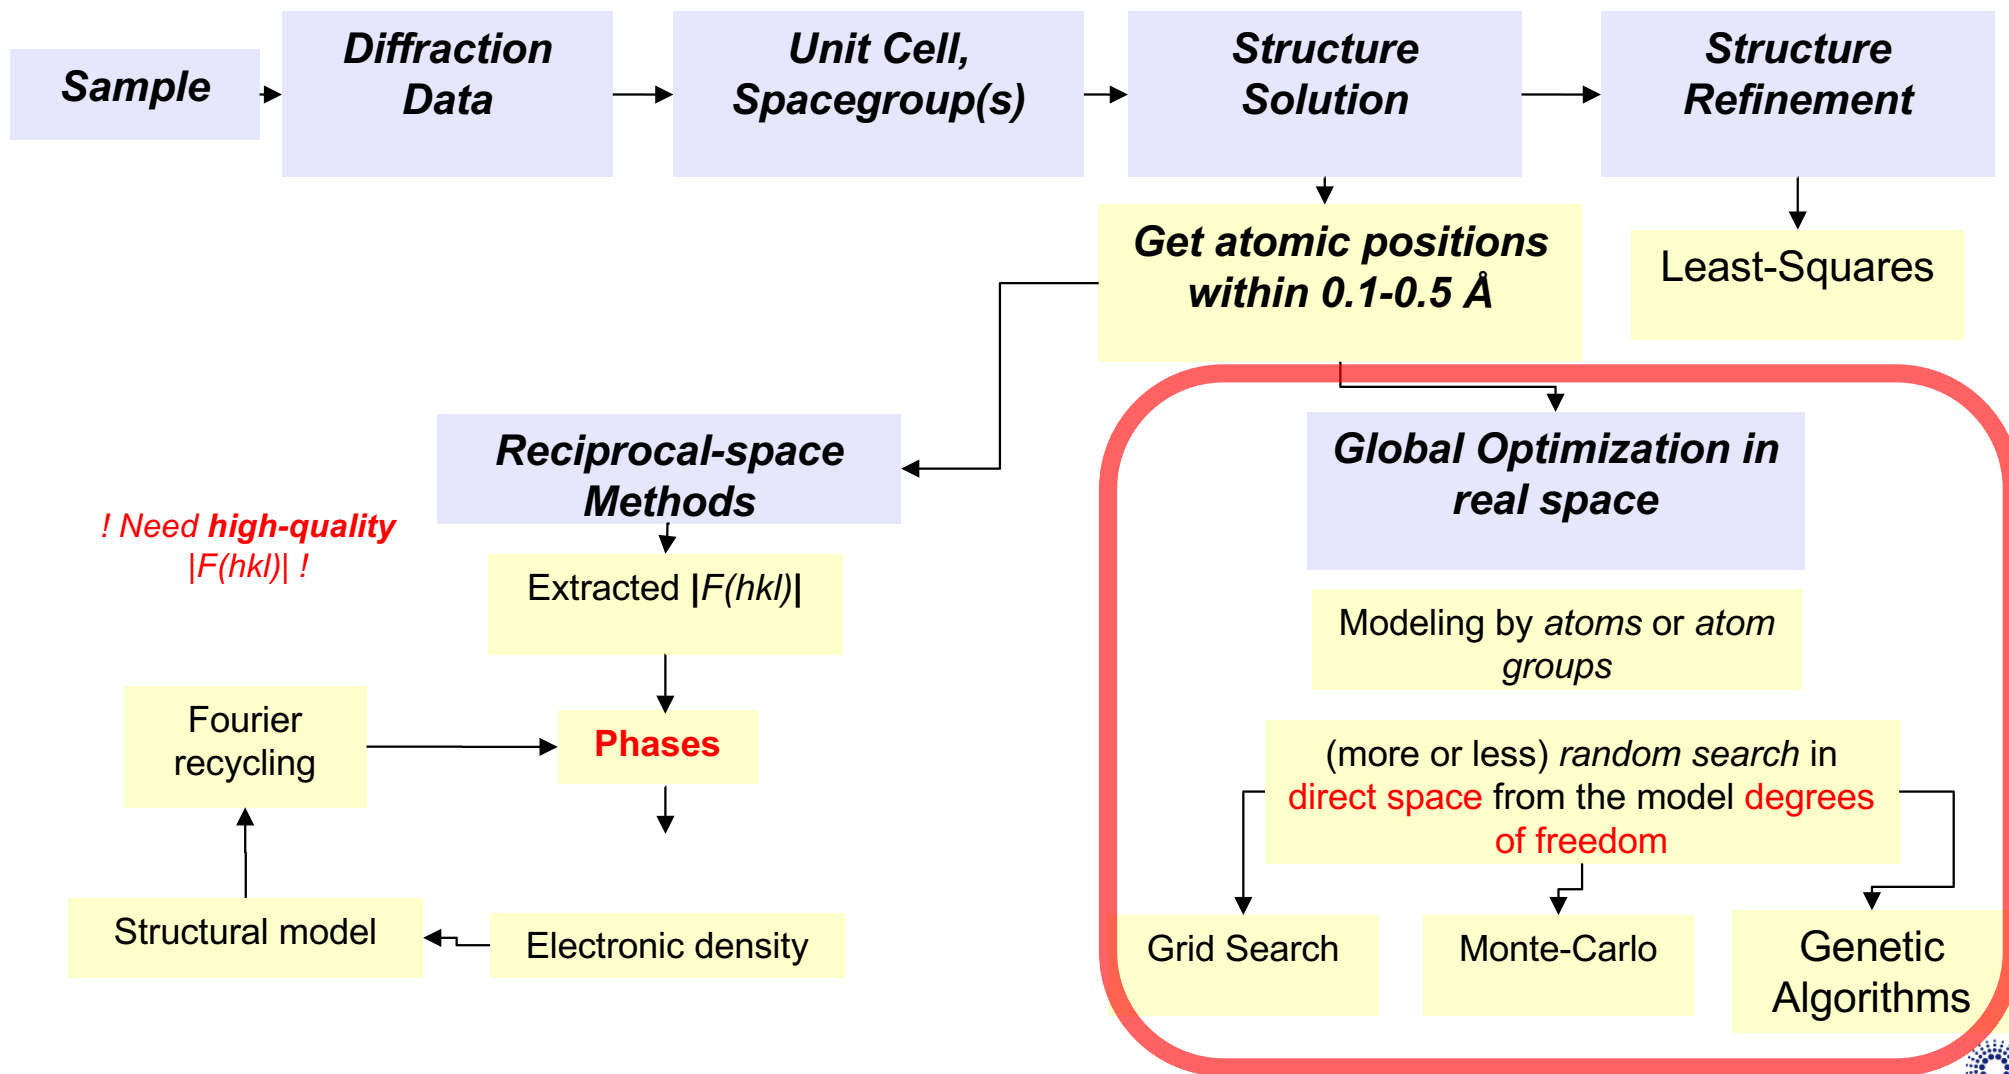 Sample
Diffraction
Data
Unit Cell,
Spacegroup(s)
Structure
Solution
Structure
Refinement
Get atomic positions
within 0.1-0.5 Å
Least-Squares
Reciprocal-space
Methods
! Need high-quality
|F(hkl)| !
Extracted |F(hkl)|
Fourier
recycling
Phases
Structural model
Electronic density
Global Optimization in
real space
Modeling by atoms or atom
groups
(more or less) random search in
direct space from the model degrees
of freedom
Grid Search
Monte-Carlo
Genetic
Algorithms